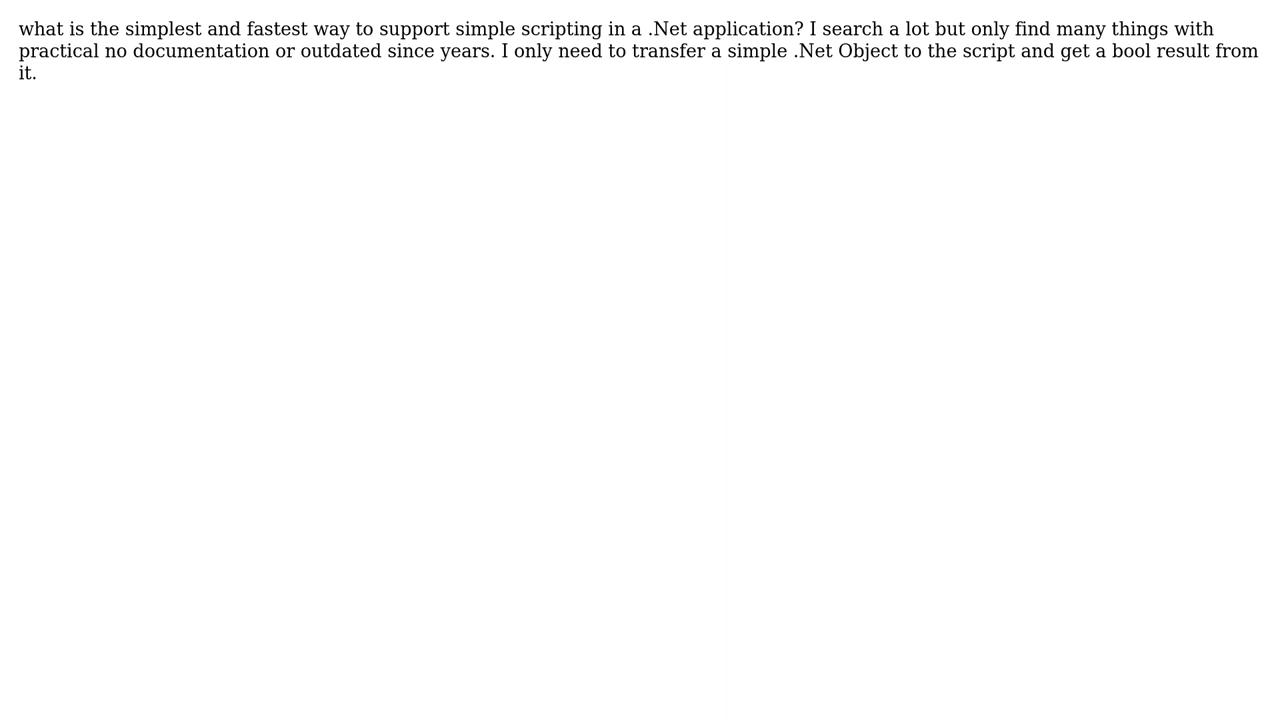 what is the simplest and fastest way to support simple scripting in a .Net application? I search a lot but only find many things with
practical no documentation or outdated since years. I only need to transfer a simple .Net Object to the script and get a bool result from
it.